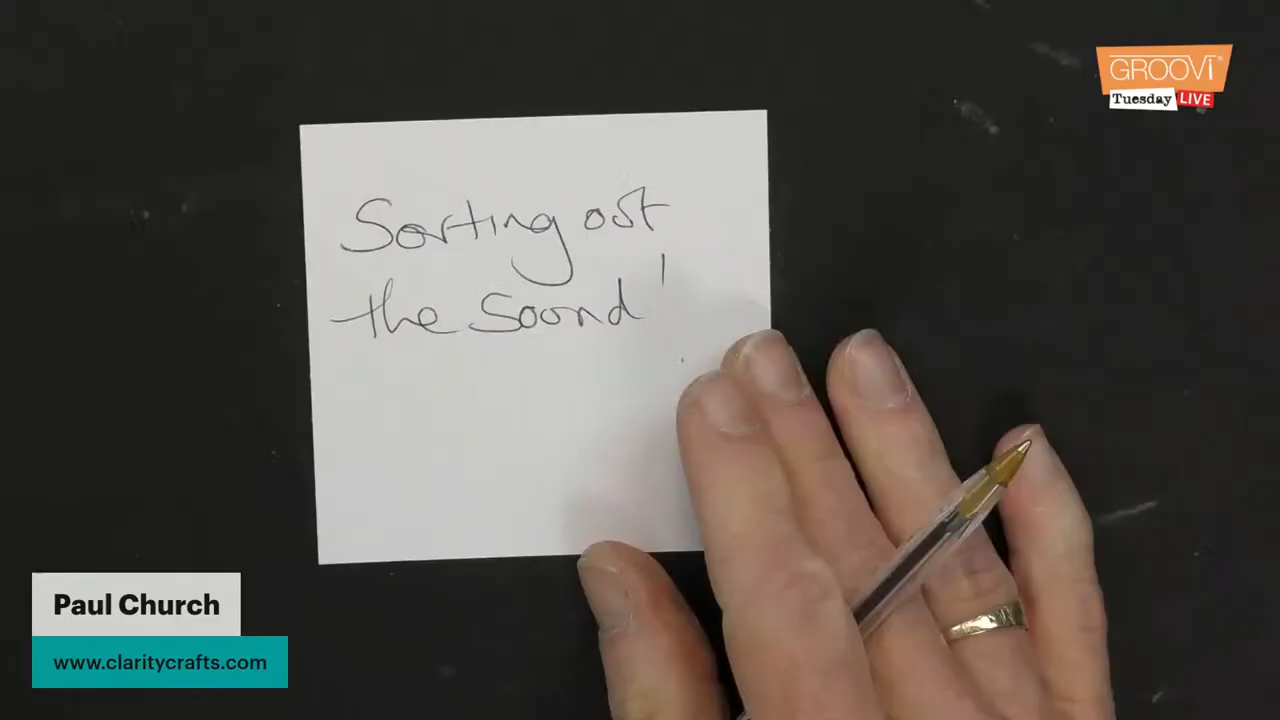 GROOVI
Tuesday LIVE
Sorting out
the Sound !
Paul Church
www.claritycrafts.com